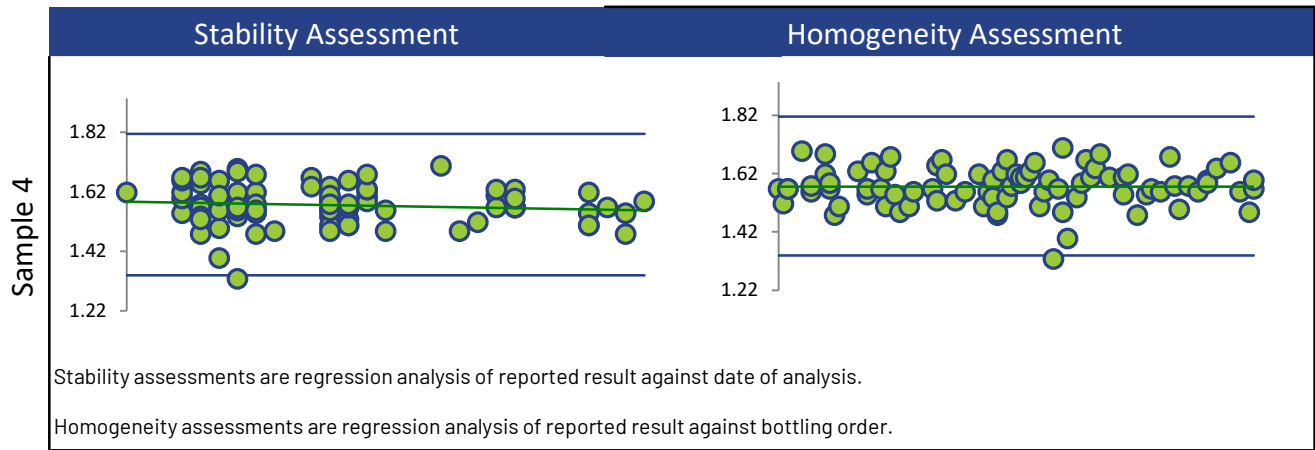 Stability Assessment
Homogeneity Assessment
Sample 4
1.82
1.62
1.42
1.22
1.82
1.62
1.42
1.22
Stability assessments are regression analysis of reported result against date of analysis.
Homogeneity assessments are regression analysis of reported result against bottling order.